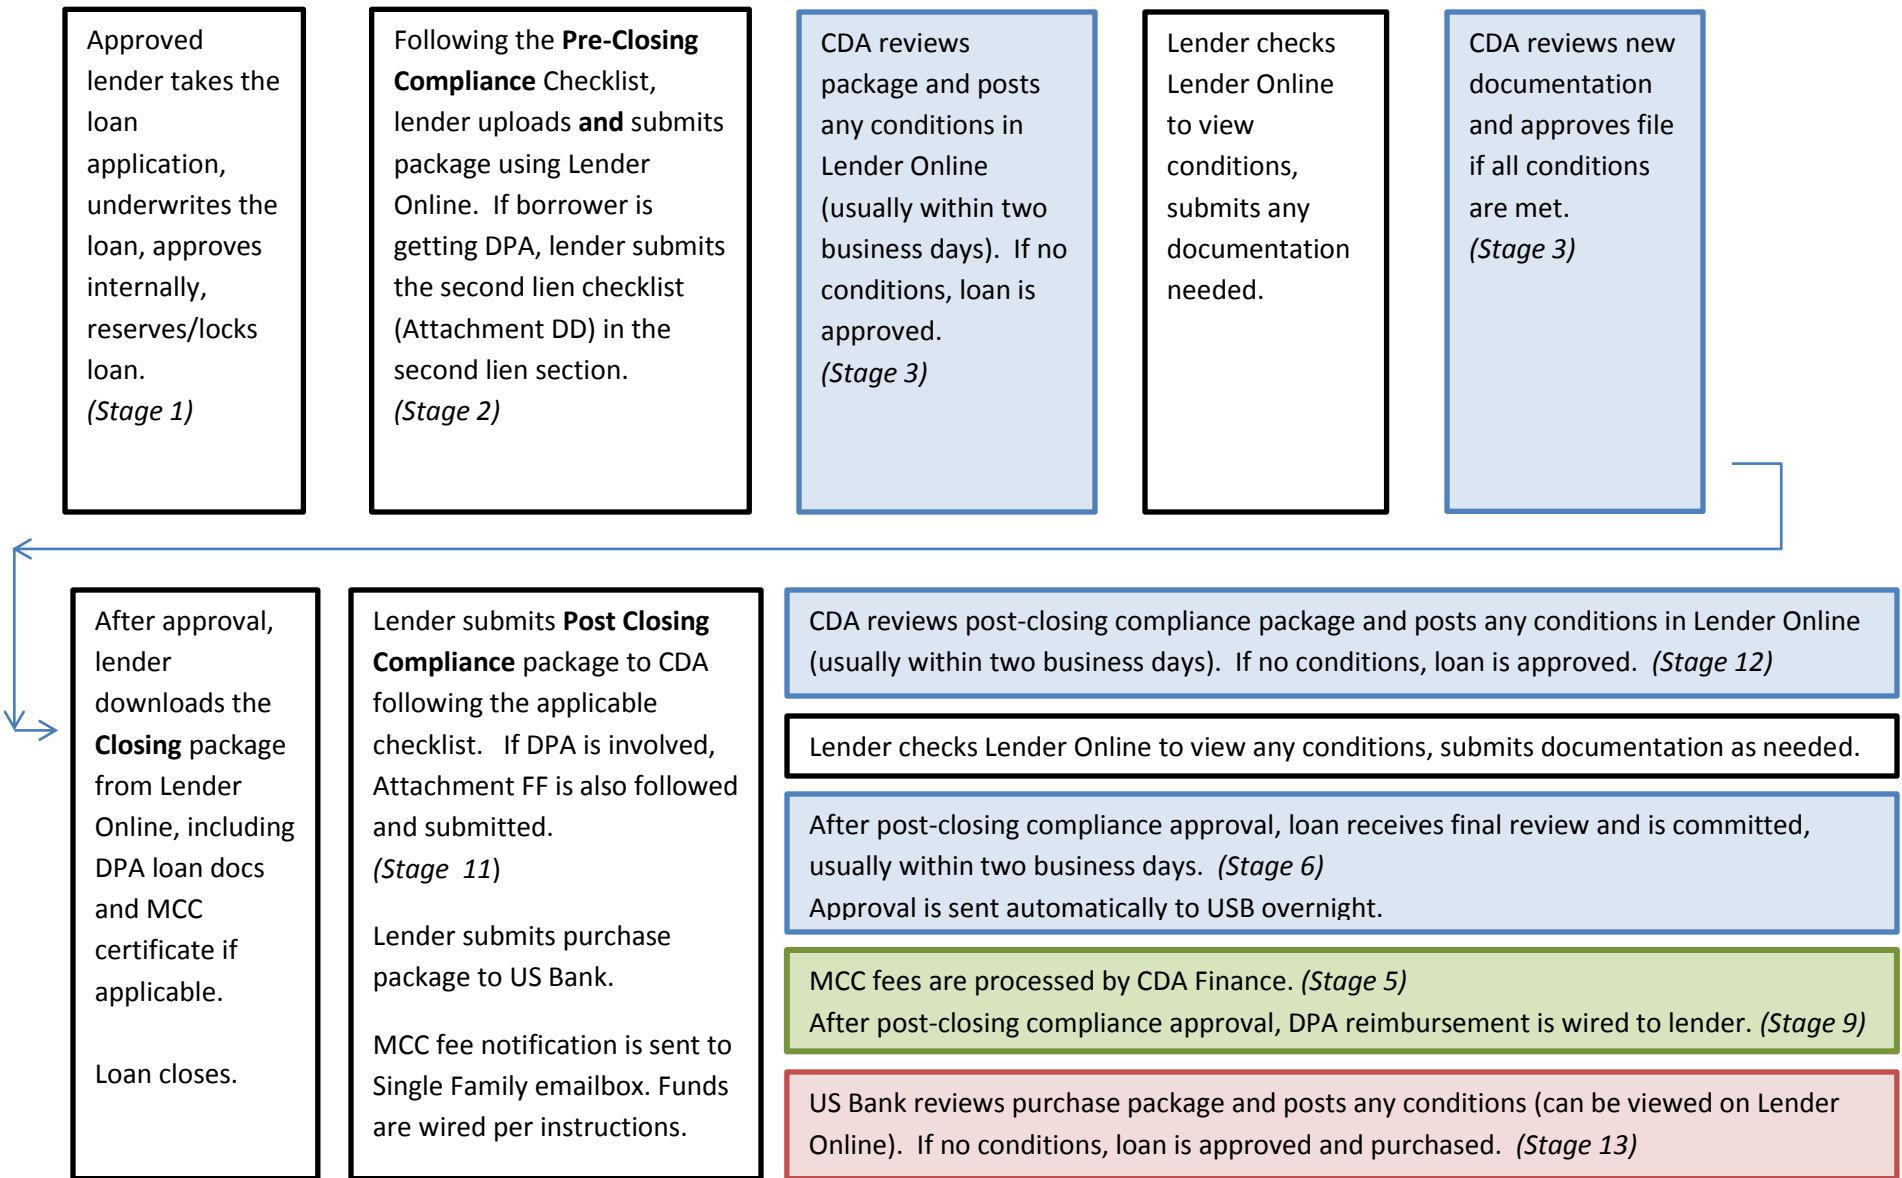 Approved
lender takes the
loan
application,
underwrites the
loan, approves
internally,
reserves/locks
loan.
(Stage 1)
Following the Pre-Closing
Compliance Checklist,
lender uploads and submits
package using Lender
Online.  If borrower is
getting DPA, lender submits
the second lien checklist
(Attachment DD) in the
second lien section.
(Stage 2)
CDA reviews
package and posts
any conditions in
Lender Online
(usually within two
business days).  If no
conditions, loan is
approved.
(Stage 3)
Lender checks
Lender Online
to view
conditions,
submits any
documentation
needed.
CDA reviews new
documentation
and approves file
if all conditions
are met.
(Stage 3)
After approval,
lender
downloads the
Closing package
from Lender
Online, including
DPA loan docs
and MCC
certificate if
applicable.
Loan closes.
Lender submits Post Closing
Compliance package to CDA
following the applicable
checklist.   If DPA is involved,
Attachment FF is also followed
and submitted.
(Stage  11)
Lender submits purchase
package to US Bank.
MCC fee notification is sent to
Single Family emailbox. Funds
are wired per instructions.
CDA reviews post-closing compliance package and posts any conditions in Lender Online
(usually within two business days).  If no conditions, loan is approved.  (Stage 12)
Lender checks Lender Online to view any conditions, submits documentation as needed.
After post-closing compliance approval, loan receives final review and is committed,
usually within two business days.  (Stage 6)
Approval is sent automatically to USB overnight.
MCC fees are processed by CDA Finance. (Stage 5)
After post-closing compliance approval, DPA reimbursement is wired to lender. (Stage 9)
US Bank reviews purchase package and posts any conditions (can be viewed on Lender
Online).  If no conditions, loan is approved and purchased.  (Stage 13)